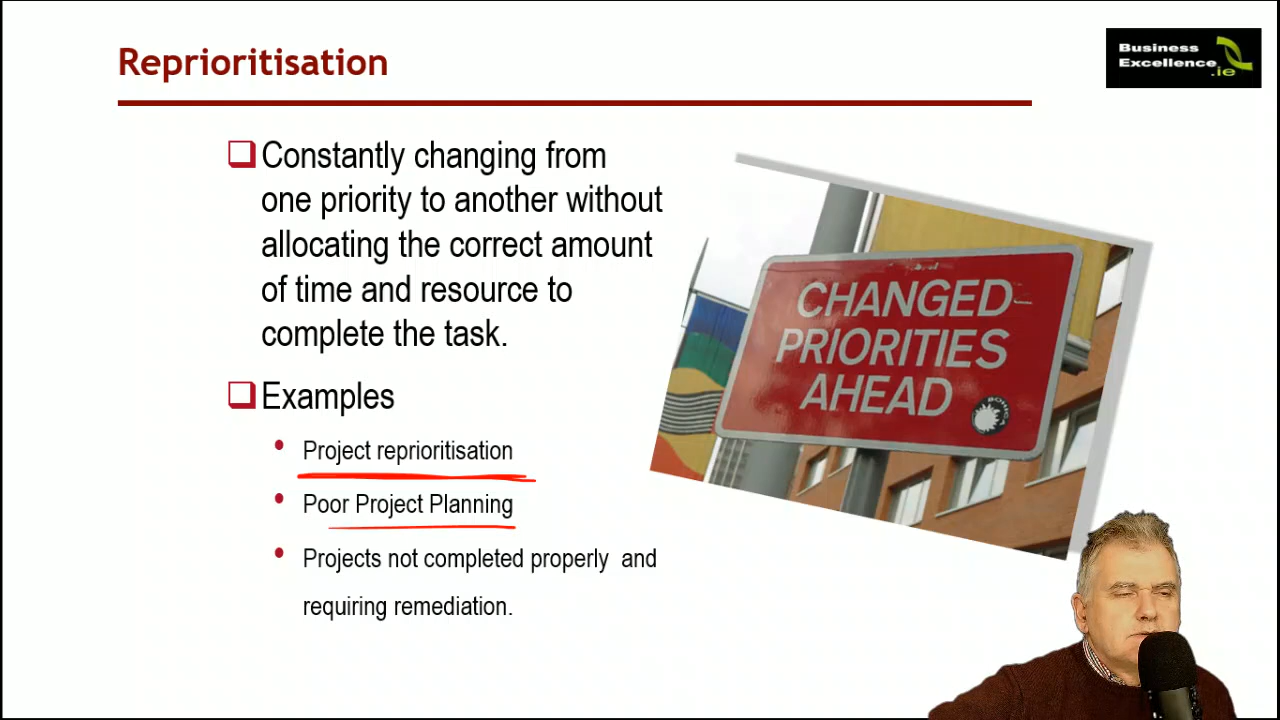 Reprioritisation
Business
Excellence
.ie
Constantly changing from
one priority to another without
allocating the correct amount
of time and resource to
complete the task.
Examples
Project reprioritisation
Poor Project Planning
Projects not completed properly and
requiring remediation.
CHANGED
PRIORITIES
AHEAD
BOHICA